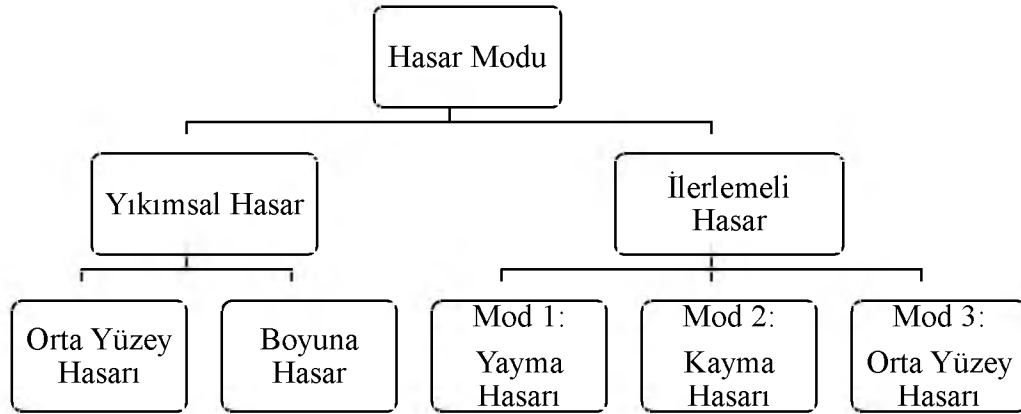 Hasar Modu
Yıkımsal Hasar
İlerlemeli
Hasar
Orta Yüzey
Hasarı
Boyuna
Hasar
Mod 1:
Yayma
Hasarı
Mod 2:
Kayma
Hasarı
Mod 3:
Orta Yüzey
Hasarı